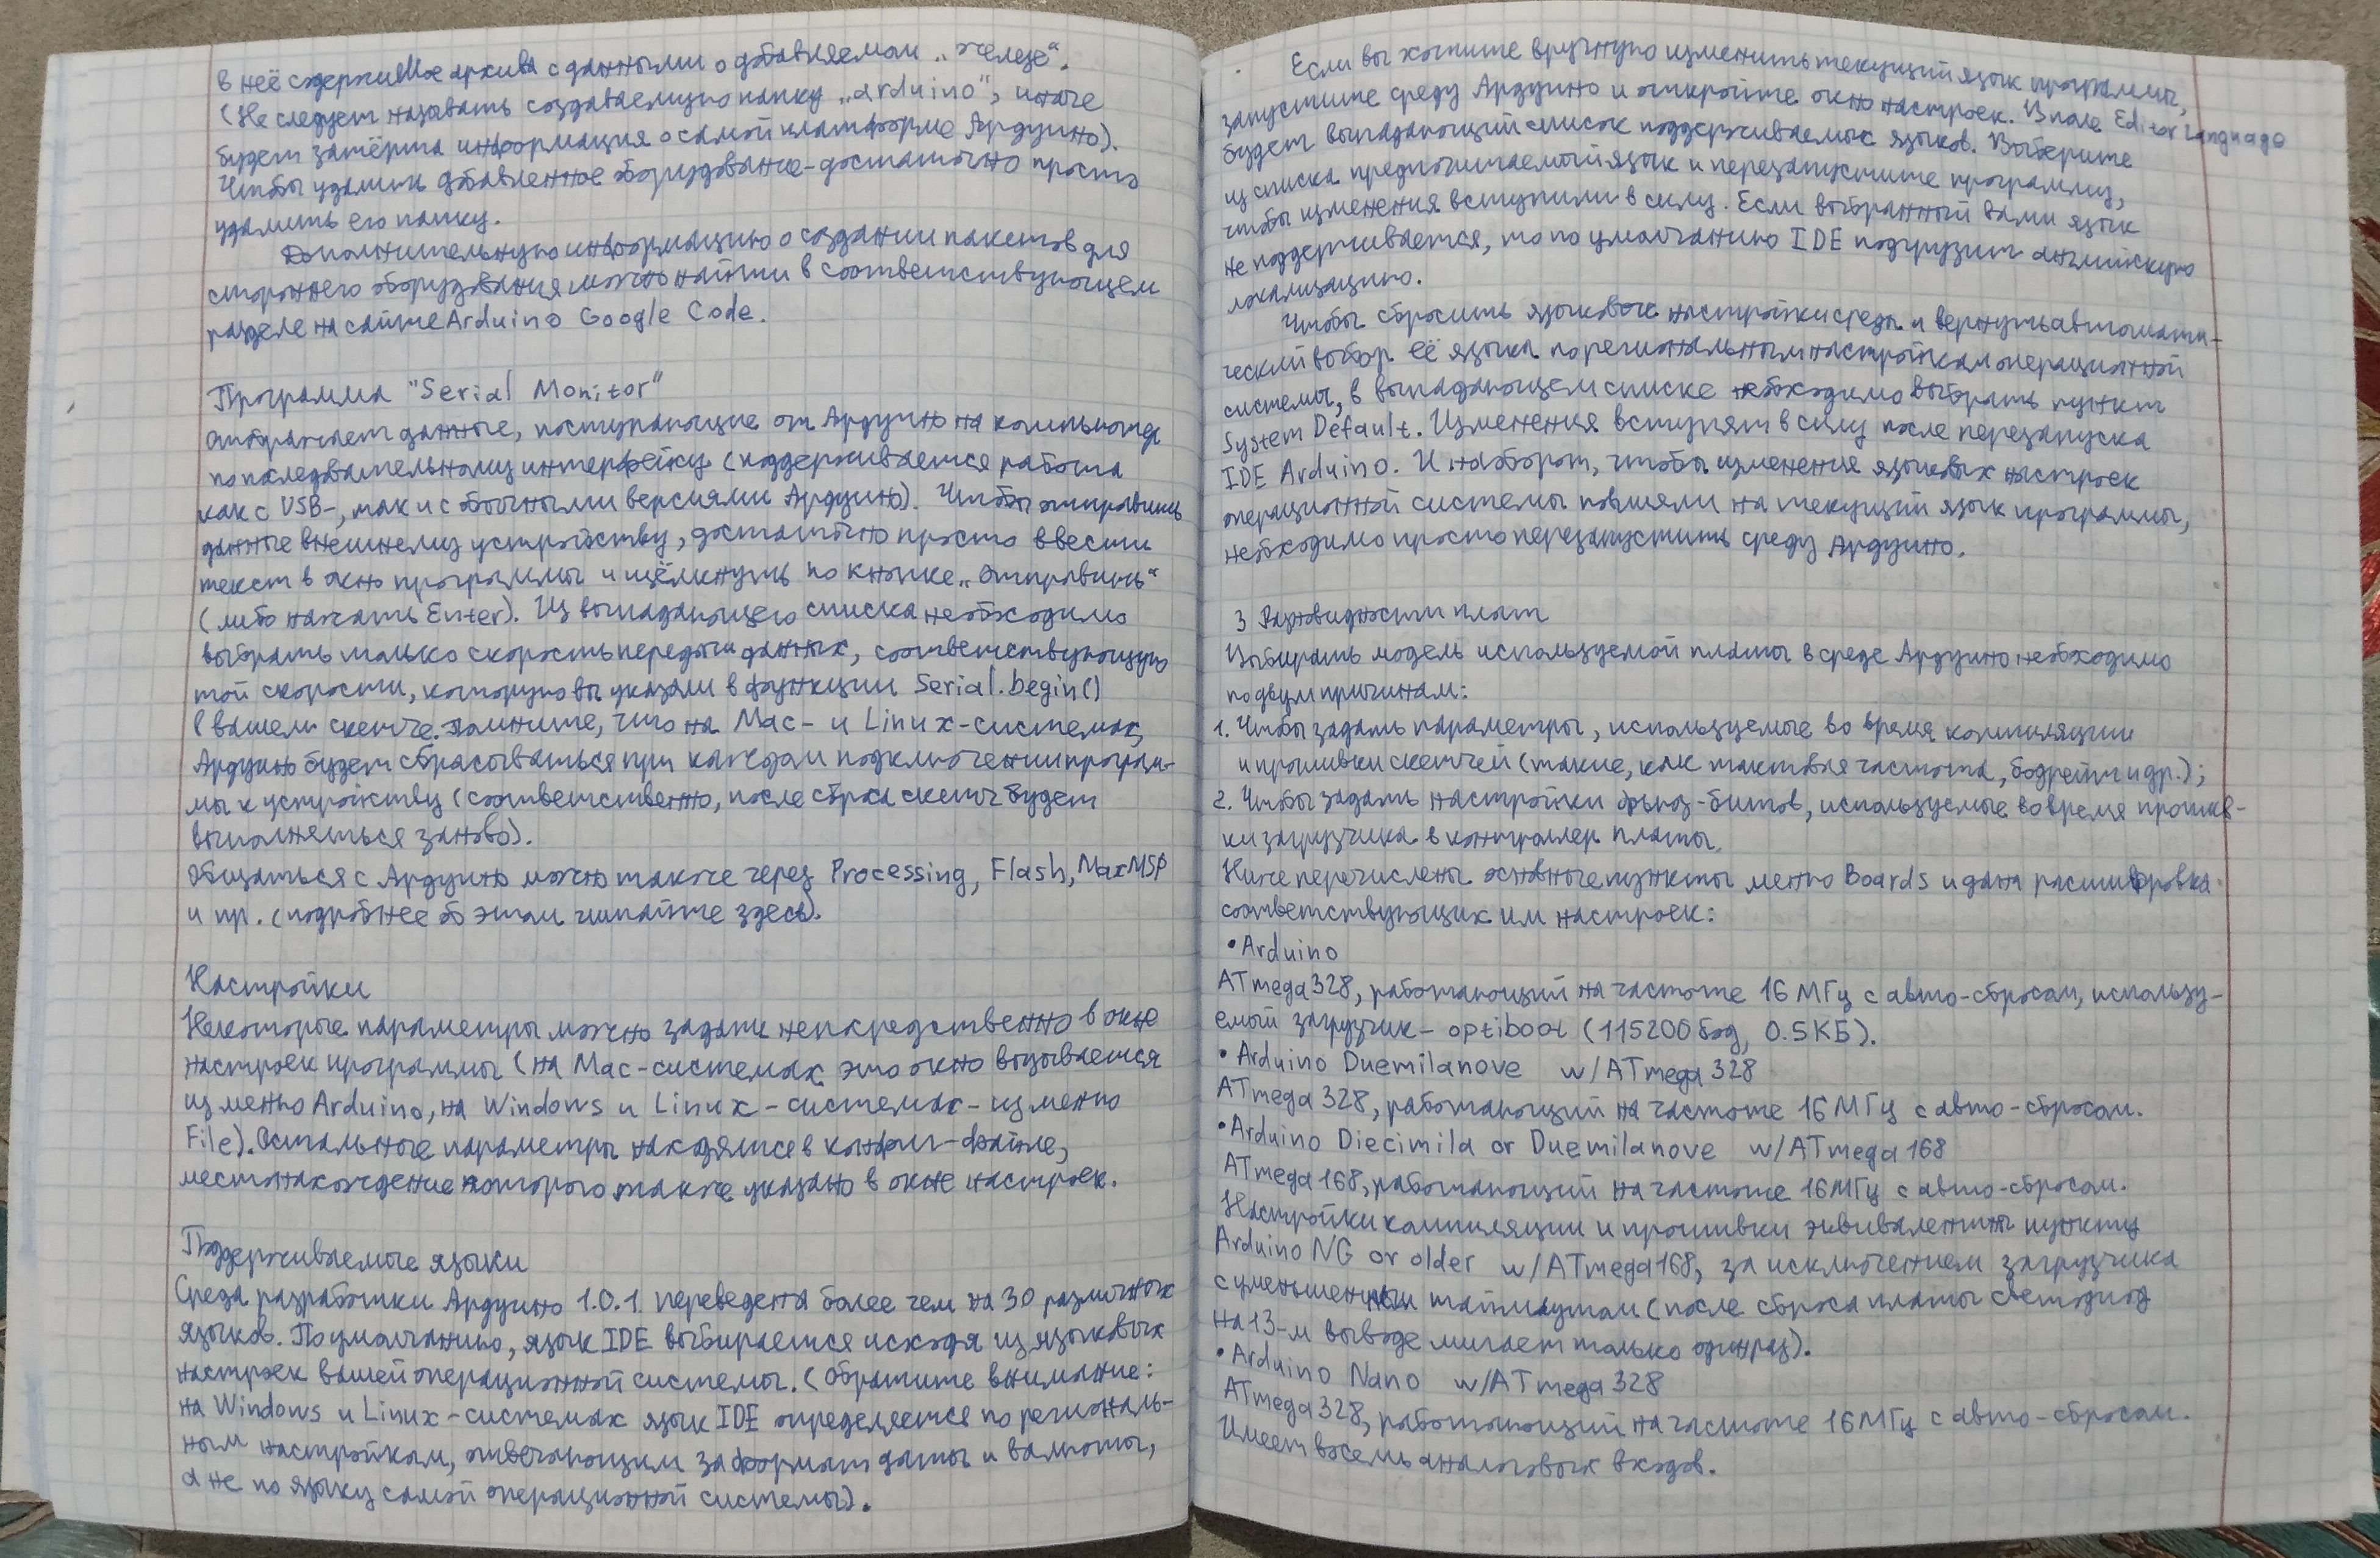 в неё содержимое архива с данными о добавляемом „железе“.
(Не следует называть создаваемую папку „arduino“, иначе
будет затёрта информация о самой платформе Ардуино).
Чтобы удалить добавленное оборудование-достаточно просто
удалить его папку.
Дополнительную информацию о создании пакетов для
стороннего оборудования можно найти в соответствующем
разделе на сайте Arduino Google Code.
Программа "Serial Monitor"
Отображает данные, поступающие от Ардуино на компьютер
по последовательному интерфейсу (поддерживается работа
как с USB-, так и с обычными версиями Ардуино). Чтобы отправить
данные внешнему устройству, достаточно просто ввести
текст в окно программы и щёлкнуть по кнопке „Отправить“
(либо нажать Enter). Из выпадающего списка необходимо
выбрать только скорость передачи данных, соответствующую
той скорости, которую вы указали в функции Serial.begin()
в вашем скетче. Помните, что на Mac- и Linux-системах
Ардуино будет сбрасываться при каждом подключении програм-
мы к устройству (соответственно, после сброса скетч будет
выполняться заново).
Общаться с Ардуино можно также через Processing, Flash, MaxMSP
и пр. (подробнее об этом читайте здесь).
Настройки
Некоторые параметры можно задать непосредственно в окне
настроек программы (на Mac-системах это окно вызывается
из меню Arduino, на Windows и Linux-системах-из меню
File). Остальные параметры находятся в конфиг-файле,
местонахождение которого также указано в окне настроек.
Поддерживаемые языки
Среда разработки Ардуино 1.0.1 переведена более чем на 30 различных
языков. По умолчанию, язык IDE выбирается исходя из языковых
настроек вашей операционной системы. (Обратите внимание:
на Windows и Linux-системах язык IDE определяется по региональ-
ным настройкам, отвечающим за формат даты и валюты,
а не по языку самой операционной системы).
Если вы хотите вручную изменить текущий язык программы,
запустите среду Ардуино и откройте окно настроек. В поле Editor Language
будет выпадающий список поддерживаемых языков. Выберите
из списка предпочитаемый язык и перезапустите программу,
чтобы изменения вступили в силу. Если выбранный вами язык
не поддерживается, то по умолчанию IDE подгрузит английскую
локализацию.
Чтобы сбросить языковые настройки среды и вернуть автомати-
ческий выбор её языка по региональным настройкам операционной
системы, в выпадающем списке необходимо выбрать пункт
System Default. Изменения вступят в силу после перезапуска
IDE Arduino. И наоборот, чтобы изменения языковых настроек
операционной системы повлияли на текущий язык программы,
необходимо просто перезапустить среду Ардуино.
3 Разновидности плат
Выбирать модель используемой платы в среде Ардуино необходимо
по двум причинам:
1. Чтобы задать параметры, используемые во время компиляции
и прошивки скетчей (такие, как тактовая частота, бодрейт и др.);
2. Чтобы задать настройки фьюз-битов, используемые во время прошив-
ки загрузчика в контроллер платы.
Ниже перечислены основные пункты меню Boards и дана расшифровка
соответствующих им настроек:
•Arduino
ATmega328, работающий на частоте 16 МГц с авто-сбросом, использу-
емый загрузчик- optiboot (115200 бод, 0.5КБ).
•Arduino Duemilanove w/ATmega328
ATmega328, работающий на частоте 16 МГц с авто-сбросом.
•Arduino Diecimila or Duemilanove w/ATmega168
ATmega168, работающий на частоте 16МГц с авто-сбросом.
Настройки компиляции и прошивки эквивалентны пункту
Arduino NG or older w/ATmega168, за исключением загрузчика
с уменьшенным таймаутом (после сброса платы светодиод
на 13-м выводе мигает только один раз).
•Arduino Nano w/ATmega328
ATmega328, работающий на частоте 16МГц с авто-сбросом.
Имеет восемь аналоговых входов.